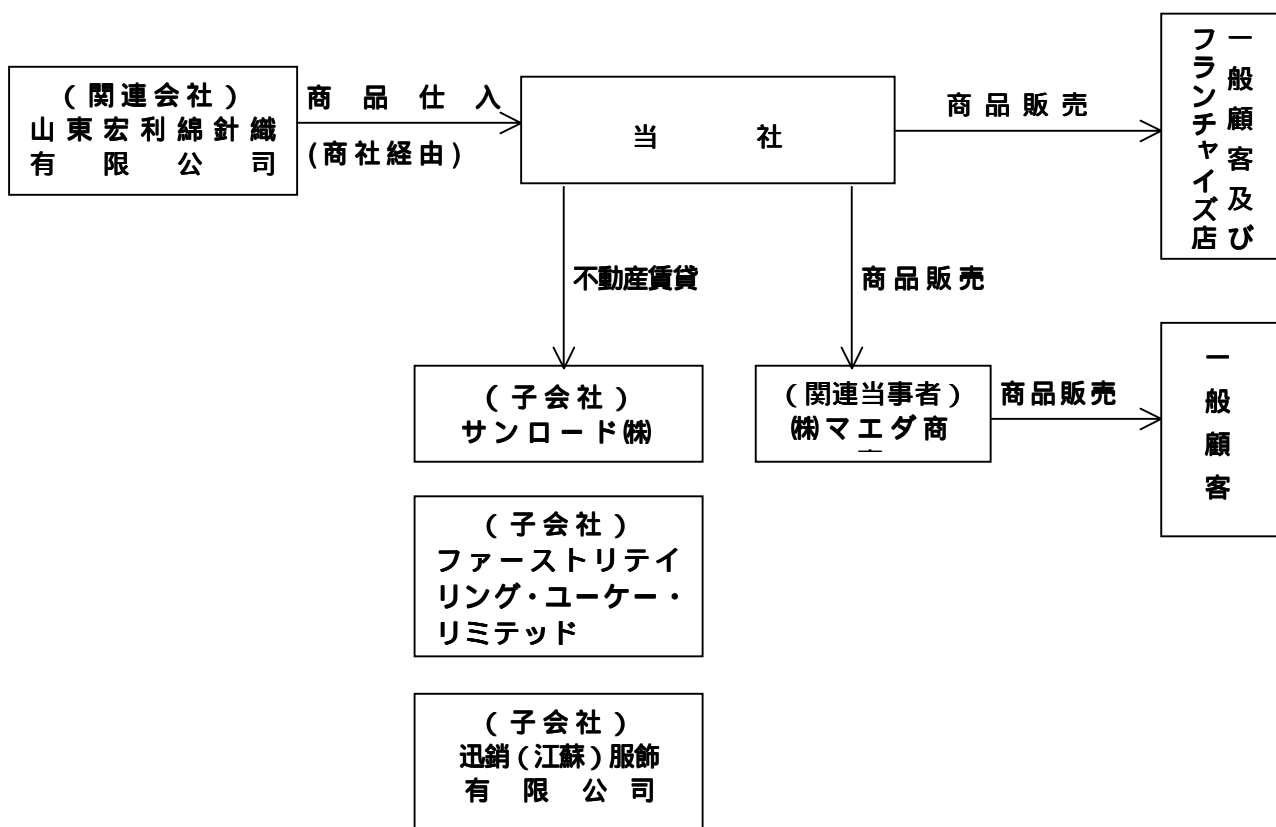 (関連会社)
山東宏利綿針織
有限公司
商品仕入
(商社経由)
当社
商品販売
一般顧客及び
フランチャイズ店
不動産賃貸
商品販売
(子会社)
サンロード㈱
(関連当事者)
㈱マエダ商
商品販売
一般顧客
(子会社)
ファーストリテイ
リング・ユーケー・
リミテッド
(子会社)
迅銷(江蘇)服飾
有限公司